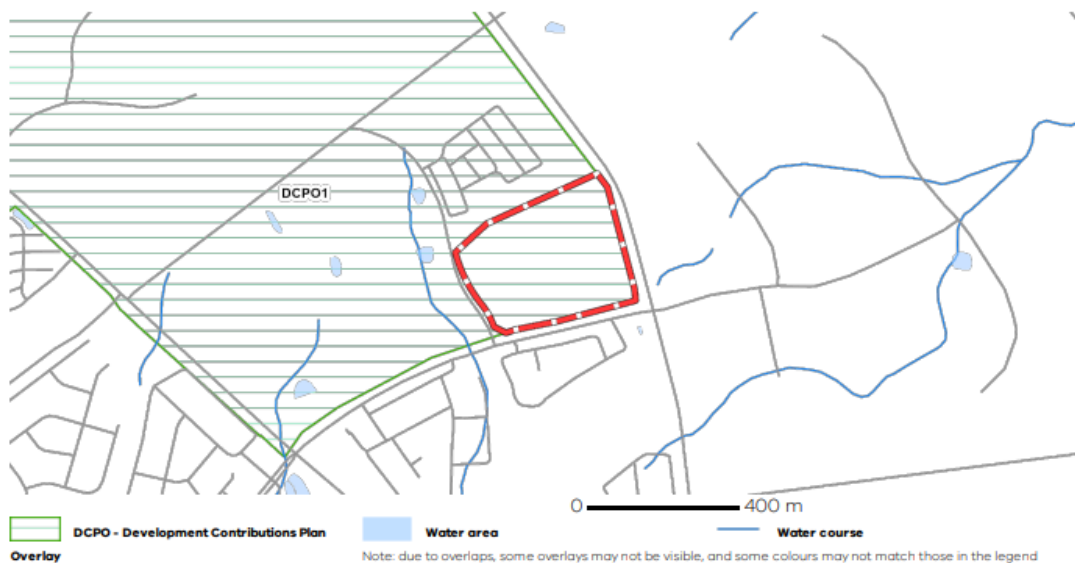 DCPO1
0 400 m
DCPO - Development Contributions Plan Water area Water course
Overlay Note: due to overlaps, some overlays may not be visible, and some colours may not match those in the legend